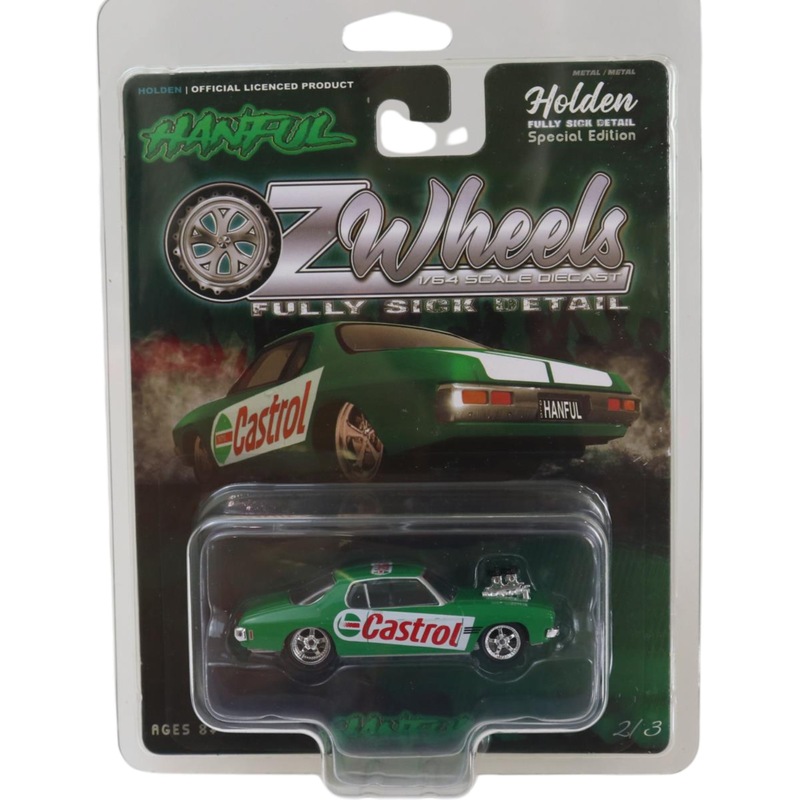 HOLDEN | OFFICIAL LICENCED PRODUCT
METAL / METAL
HANFUL
Holden
FULLY SICK DETAIL
Special Edition
OZ Wheels
1/64 SCALE DIECAST
FULLY SICK DETAIL
Castrol
HANFUL
Castrol
AGES 8+
HANFUL
2/3